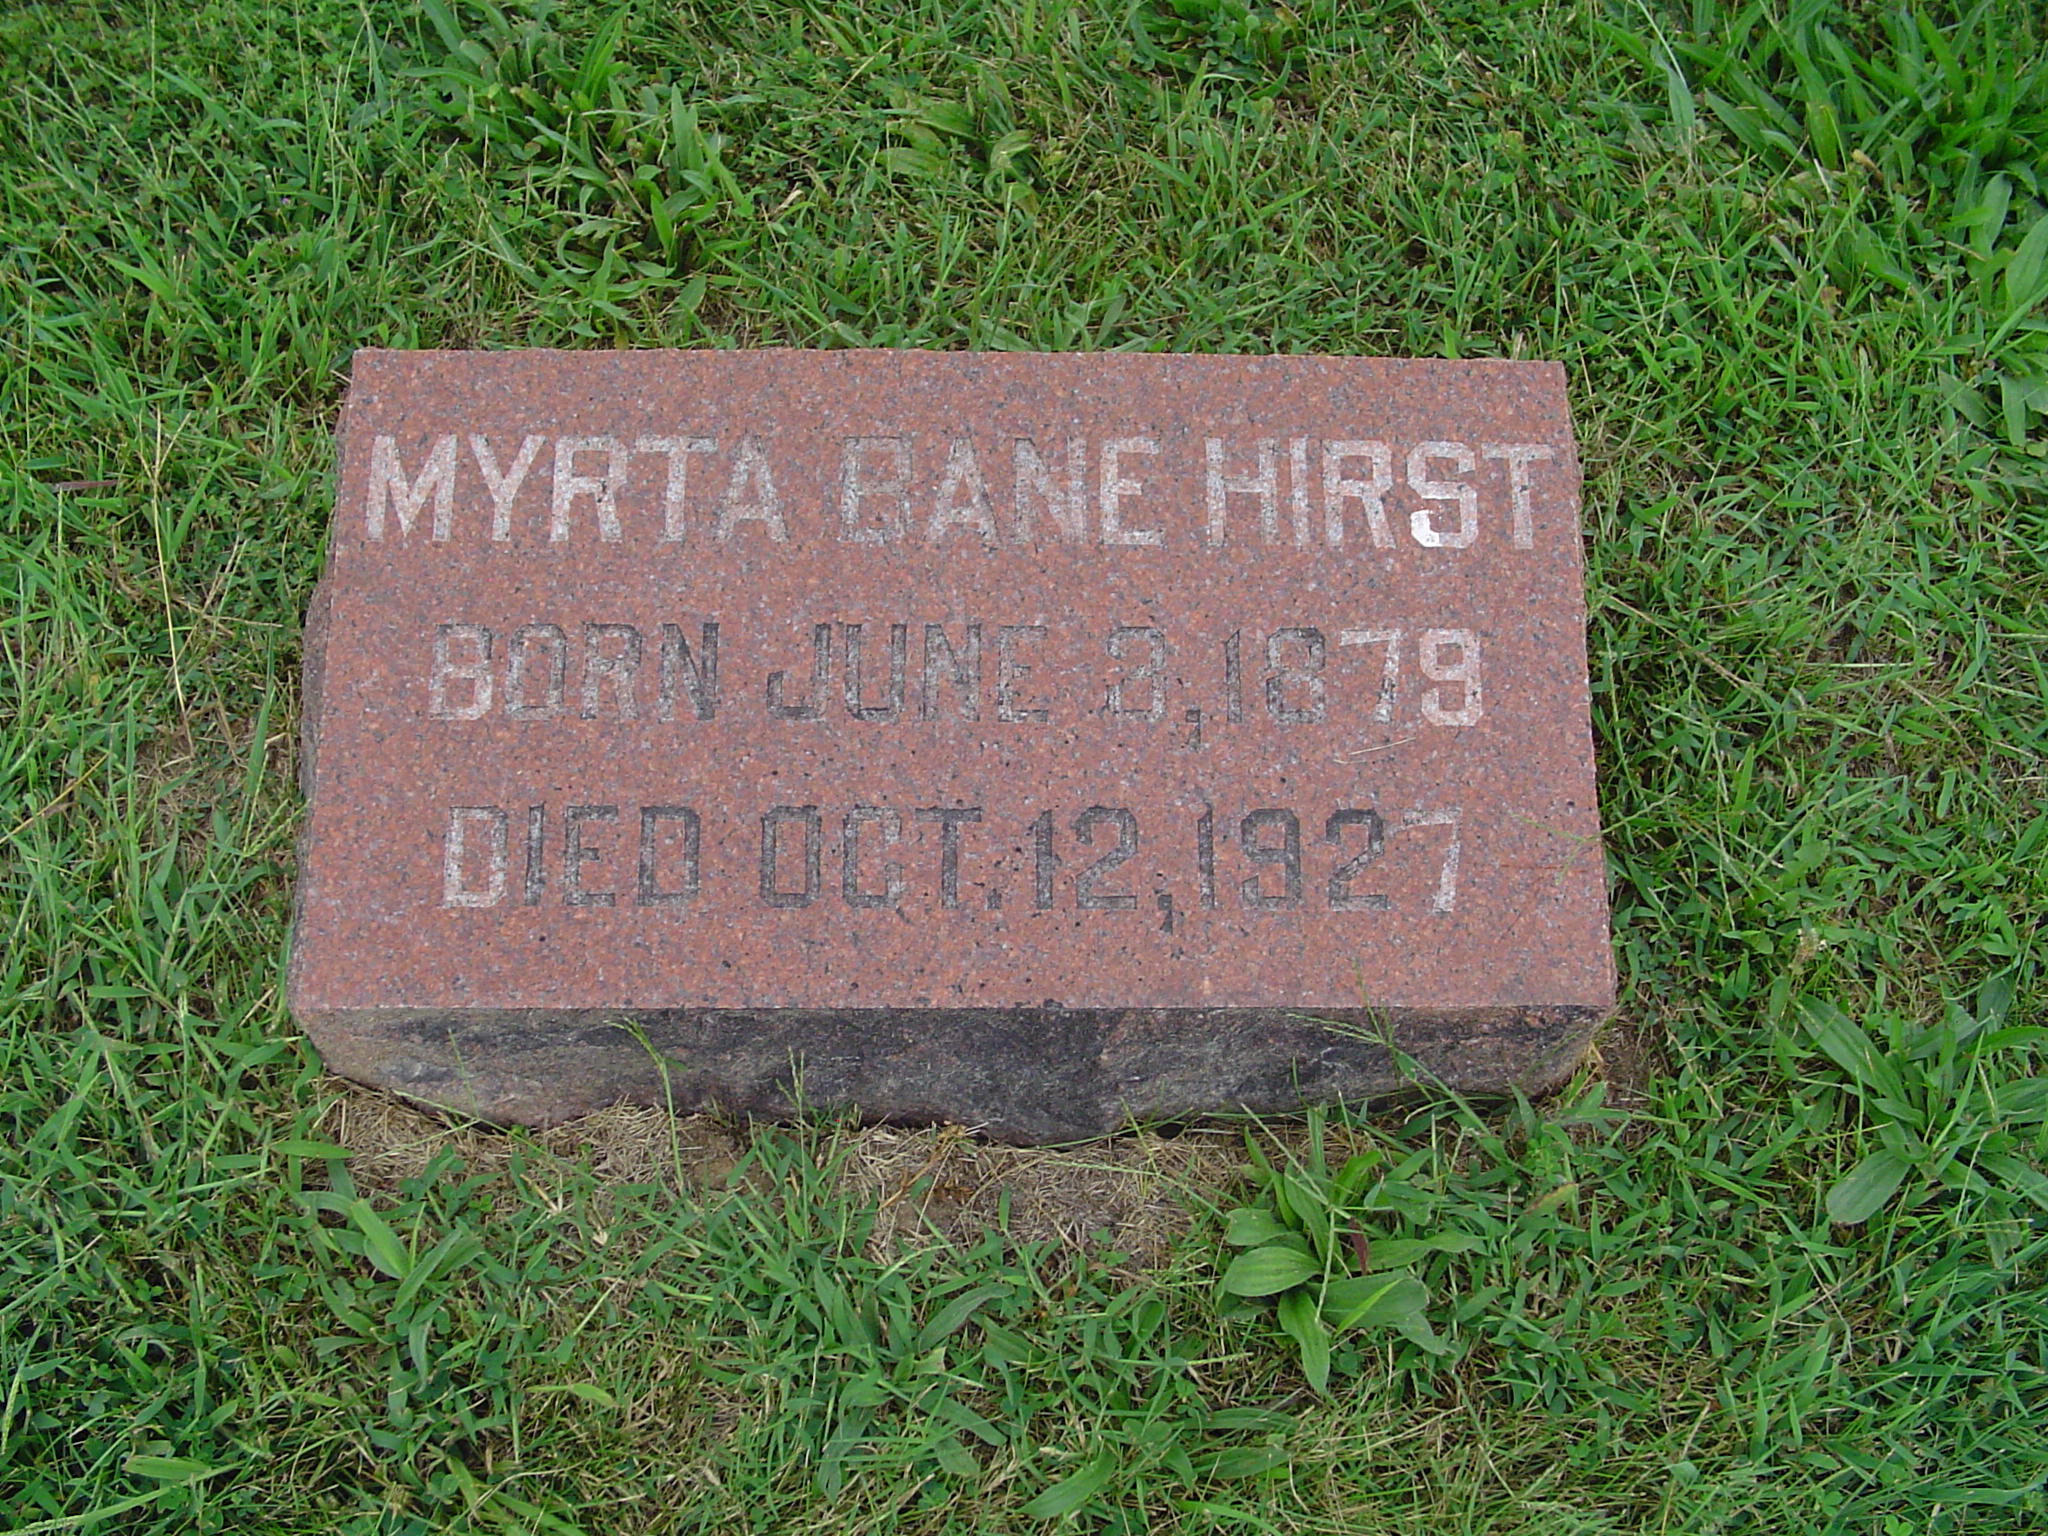 MYRTA BANE HIRST
BORN JUNE 3, 1879
DIED OCT. 12, 1927